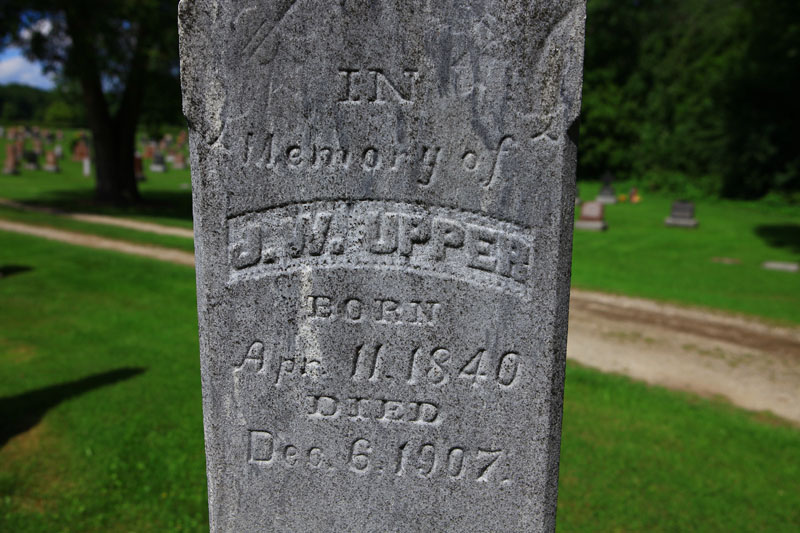 IN
Memory of
J. W. UPPER
BORN
Apr. 11. 1840
DIED
Dec. 6. 1907.